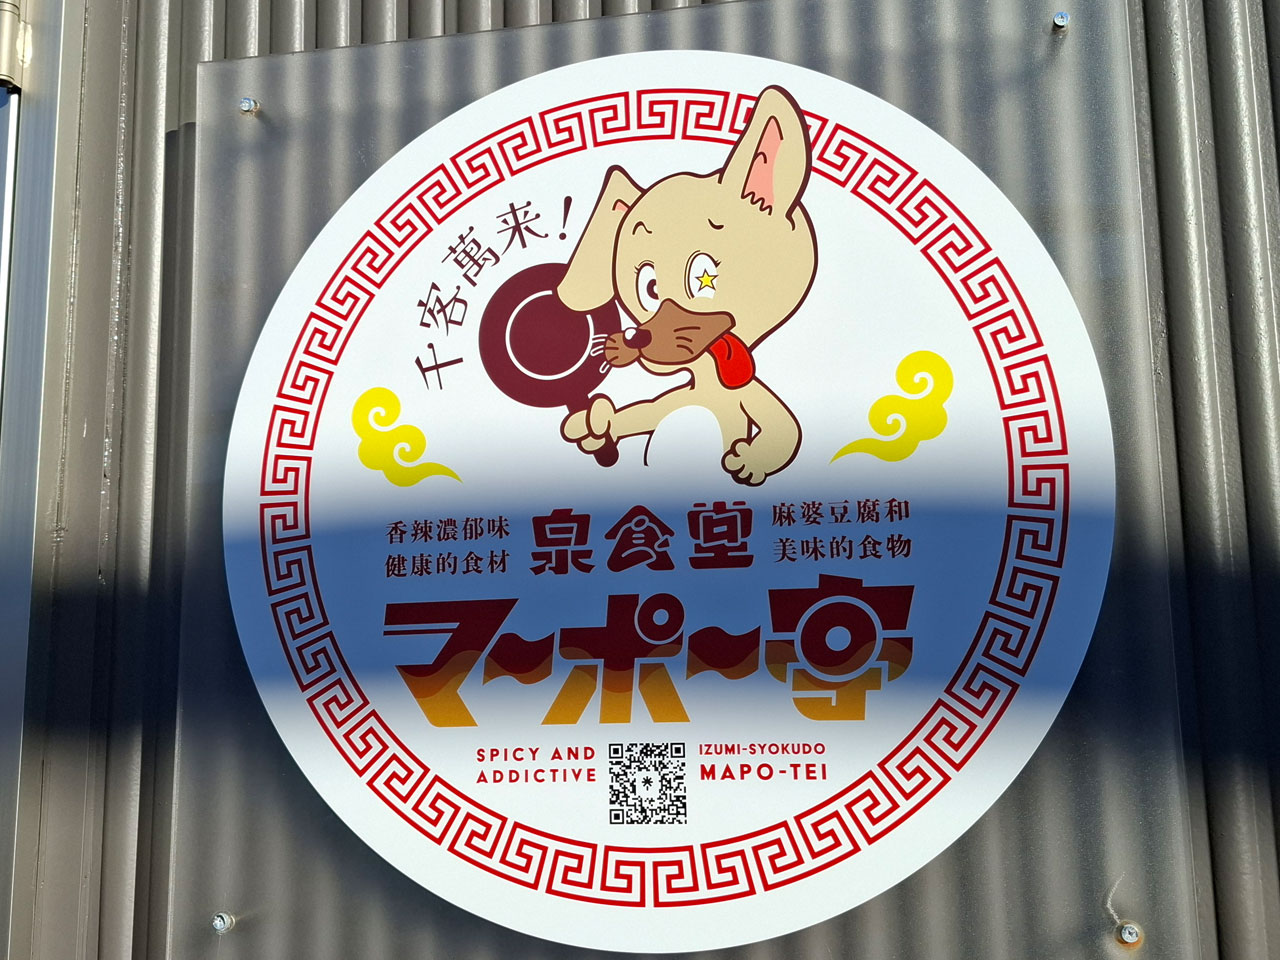 千客萬来!
香辣濃郁味
健康的食材
泉食堂
麻婆豆腐和
美味的食物
マーポー亭
SPICY AND
ADDICTIVE
IZUMI-SYOKUDO
MAPO-TEI